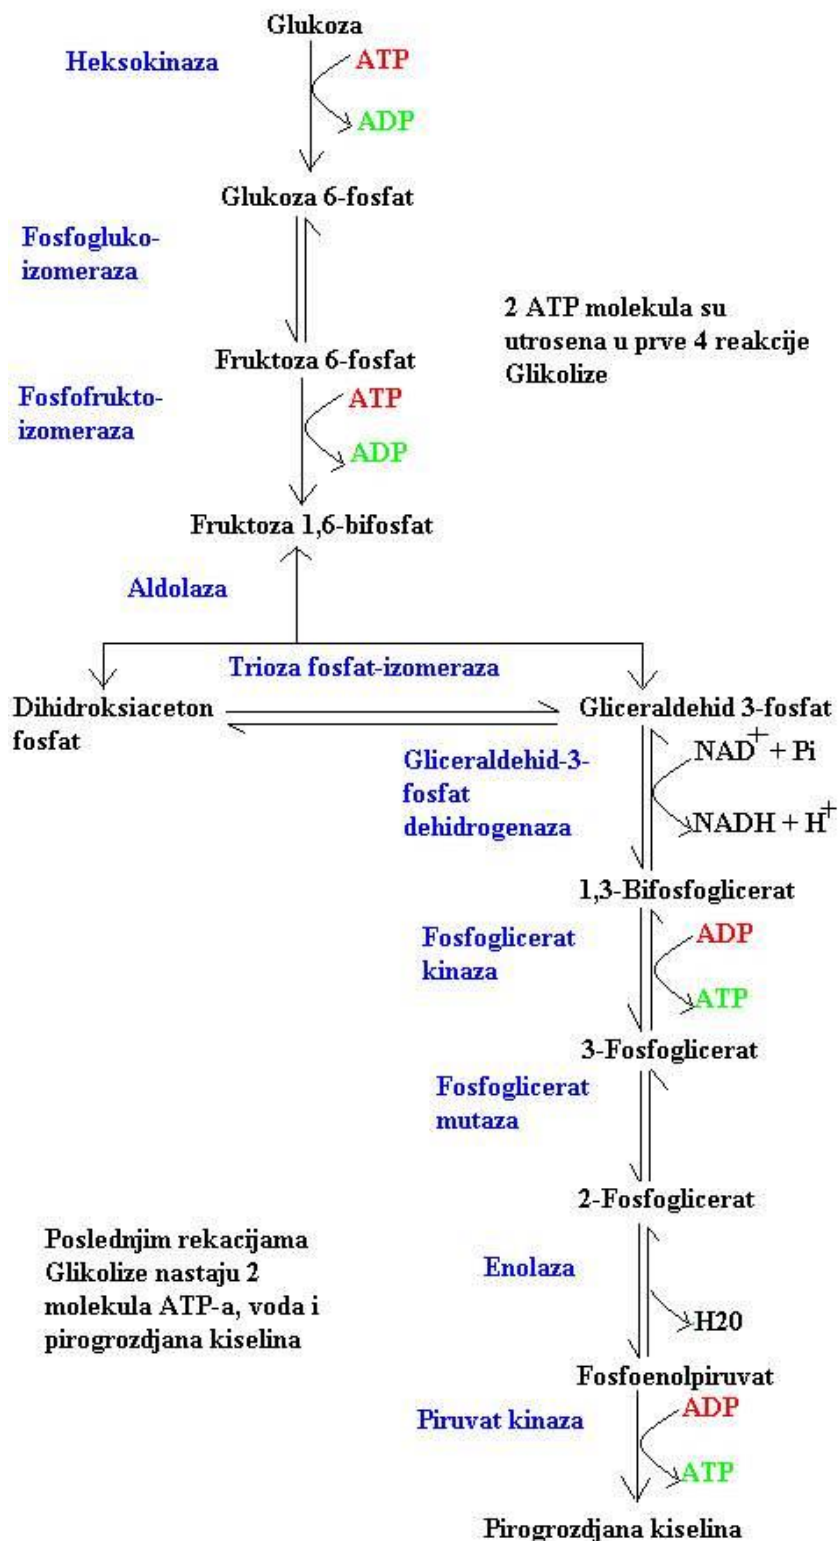 Glukoza
Heksokinaza
ATP
ADP
Glukoza 6-fosfat
Fosfogluko-
izomeraza
2 ATP molekula su
utrosena u prve 4 reakcije
Glikolize
Fruktoza 6-fosfat
Fosfofrukto-
izomeraza
ATP
ADP
Fruktoza 1,6-bifosfat
Aldolaza
Trioza fosfat-izomeraza
Dihidroksiaceton
fosfat
Gliceraldehid 3-fosfat
Gliceraldehid-3-
fosfat
dehidrogenaza
NAD+ + Pi
NADH + H+
1,3-Bifosfoglicerat
Fosfoglicerat
kinaza
ADP
ATP
3-Fosfoglicerat
Fosfoglicerat
mutaza
2-Fosfoglicerat
Poslednjim rekacijama
Glikolize nastaju 2
molekula ATP-a, voda i
pirogrozdjana kiselina
Enolaza
H20
Fosfoenolpiruvat
Piruvat kinaza
ADP
ATP
Pirogrozdjana kiselina